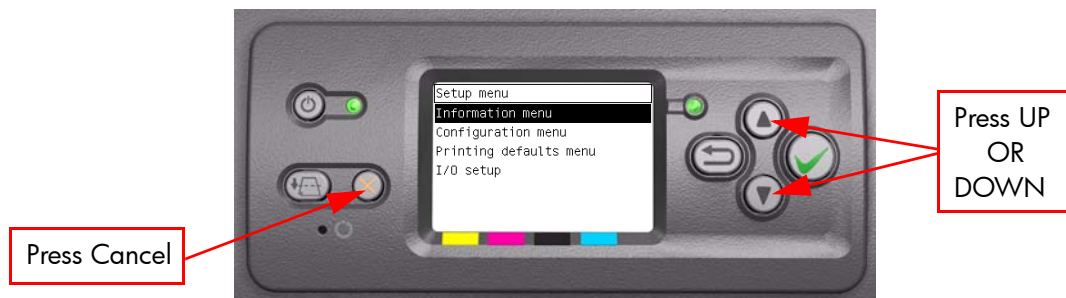 Setup menu
Information menu
Configuration menu
Printing defaults menu
I/O setup
Press UP
OR
DOWN
Press Cancel